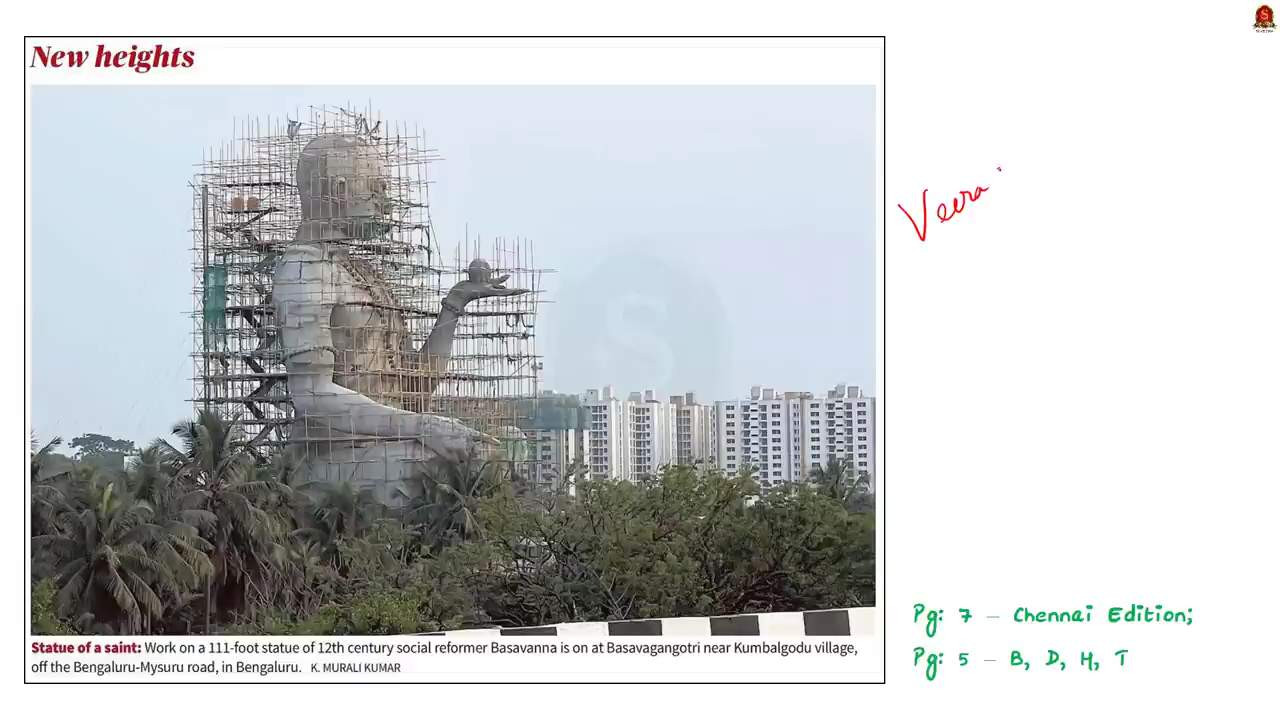 New heights
Statue of a saint: Work on a 111-foot statue of 12th century social reformer Basavanna is on at Basavagangotri near Kumbalgodu village,
off the Bengaluru-Mysuru road, in Bengaluru. K. MURALI KUMAR
Veera
Pg: 7 – Chennai Edition;
Pg: 5 – B, D, H, T